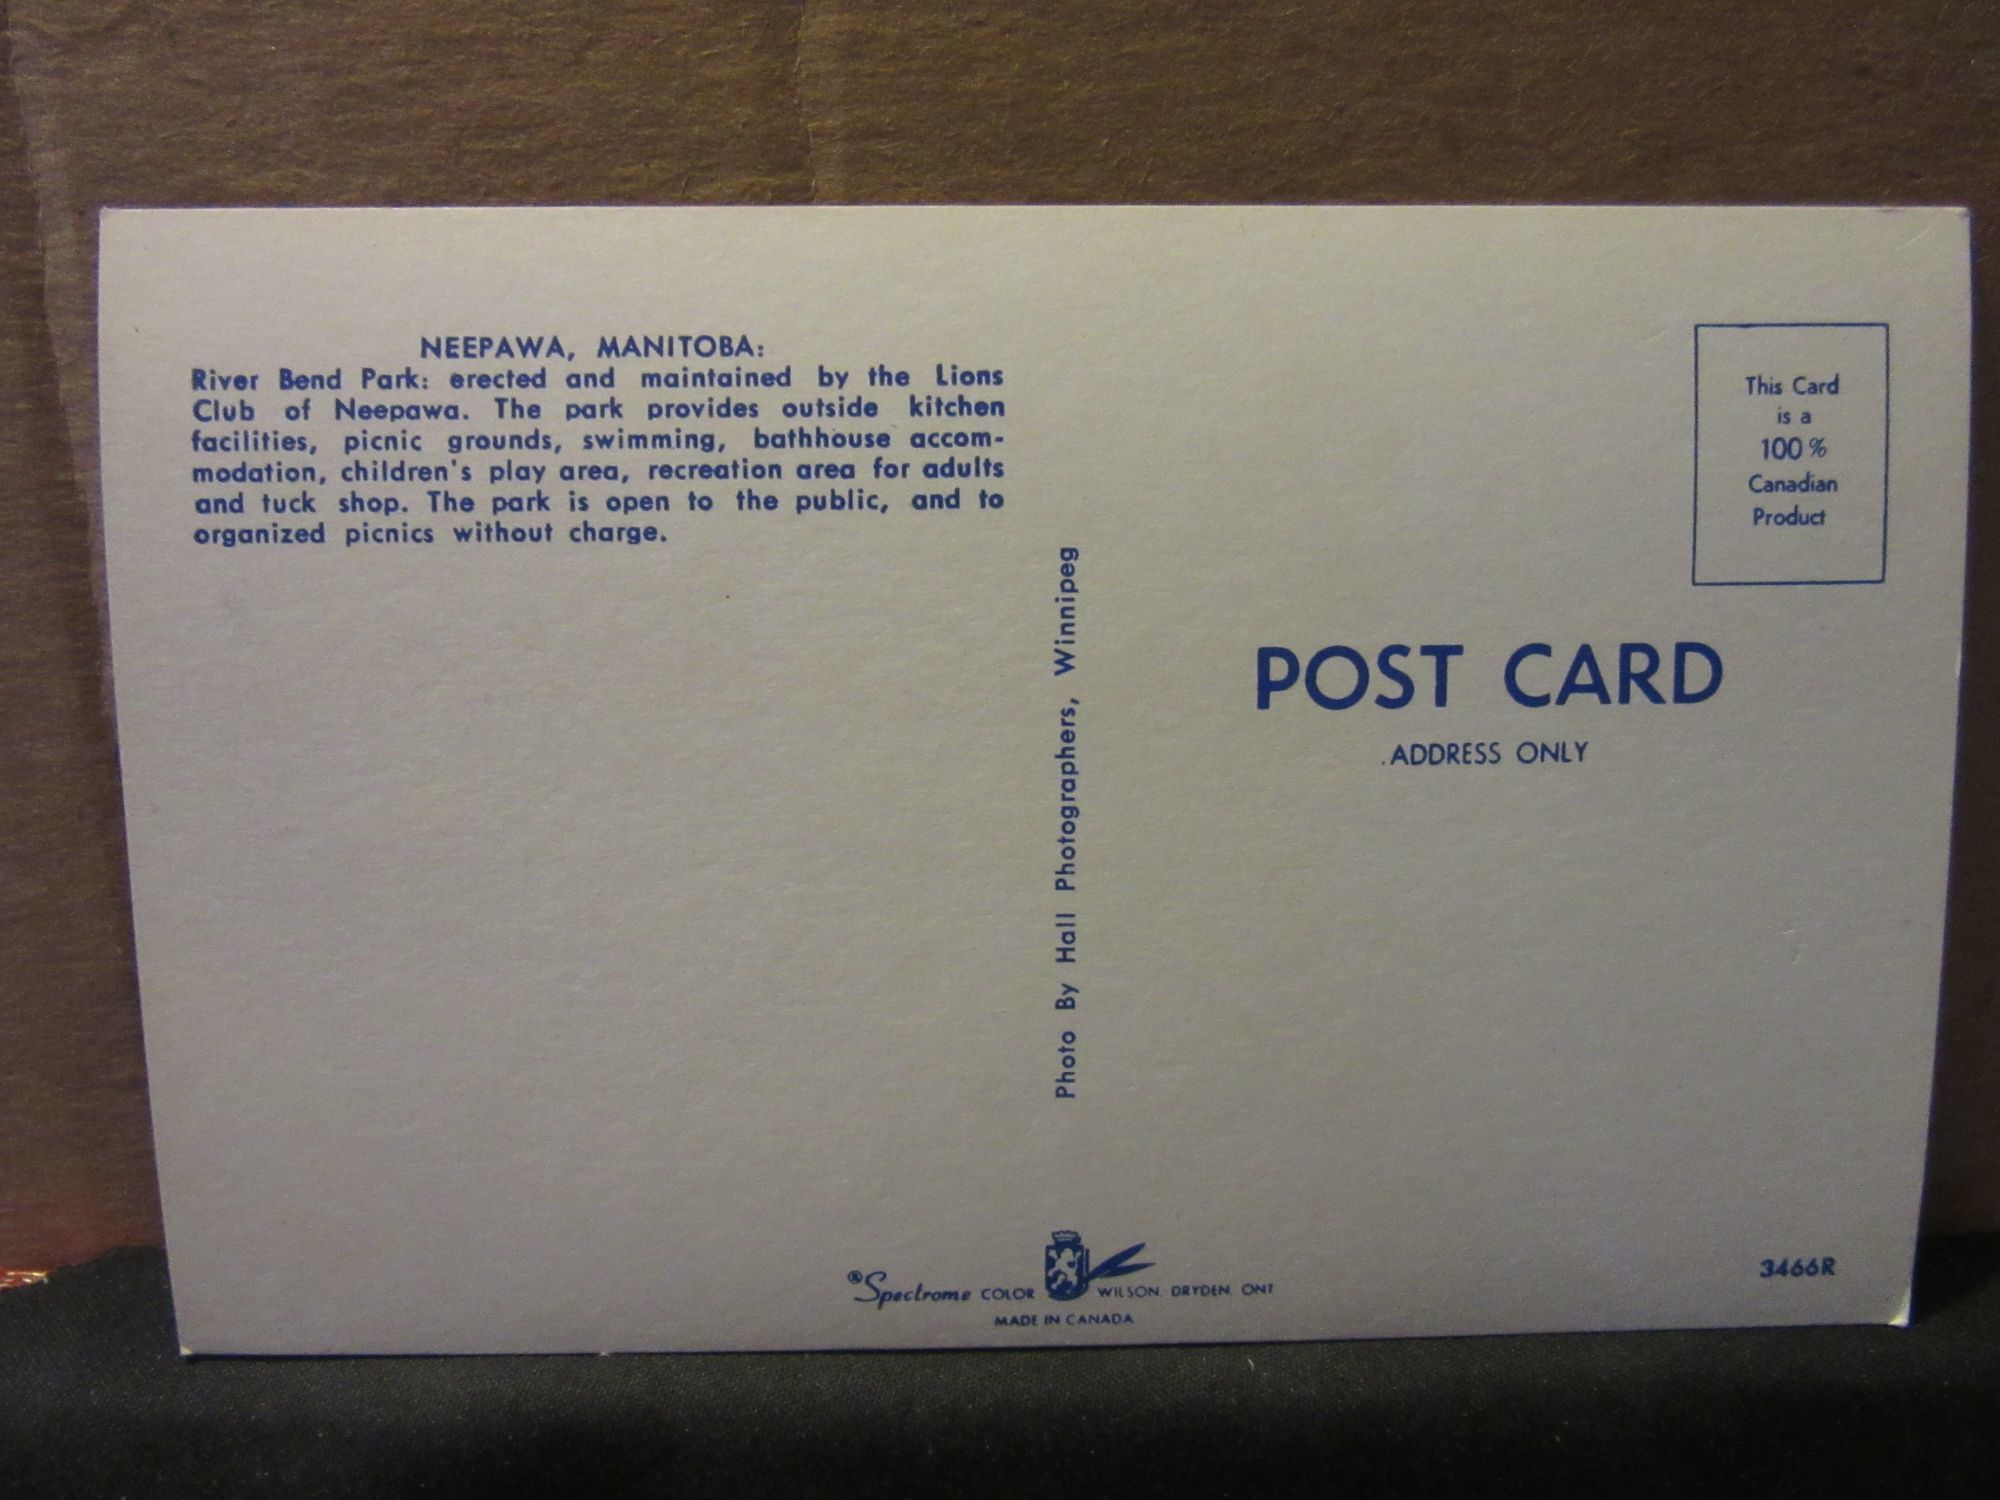 NEEPAWA, MANITOBA:
River Bend Park: erected and maintained by the Lions
Club of Neepawa. The park provides outside kitchen
facilities, picnic grounds, swimming, bathhouse accom-
modation, children's play area, recreation area for adults
and tuck shop. The park is open to the public, and to
organized picnics without charge.
Photo By Hall Photographers, Winnipeg
This Card
is a
100%
Canadian
Product
POST CARD
ADDRESS ONLY
®Spectrome COLOR WILSON, DRYDEN, ONT
MADE IN CANADA
3466R